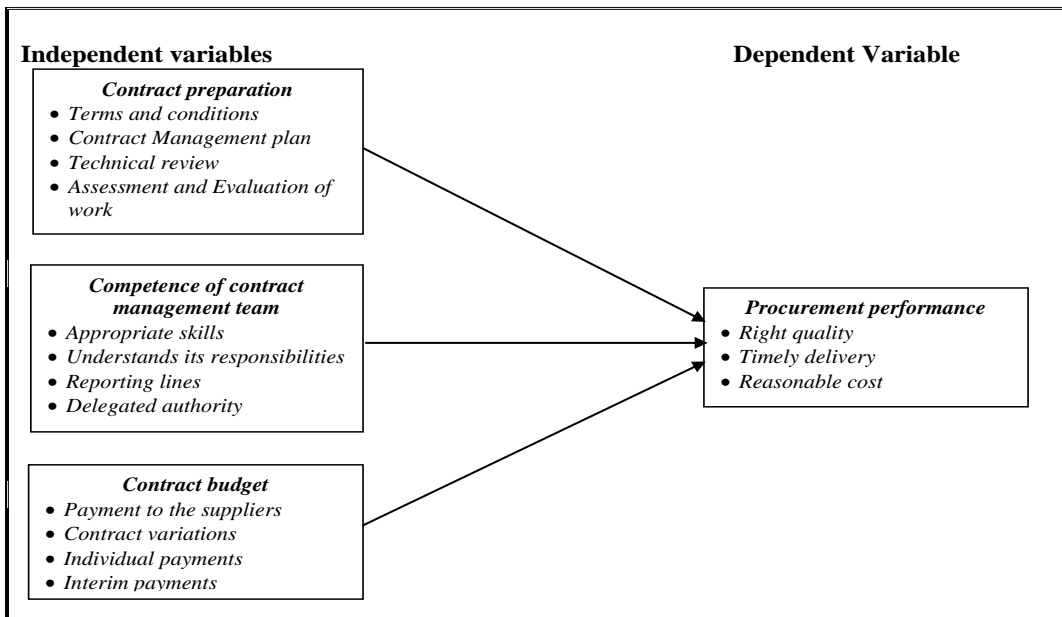 Independent variables
Dependent Variable
Contract preparation
• Terms and conditions
• Contract Management plan
• Technical review
• Assessment and Evaluation of
work
Competence of contract
management team
• Appropriate skills
• Understands its responsibilities
• Reporting lines
• Delegated authority
Contract budget
• Payment to the suppliers
• Contract variations
• Individual payments
• Interim payments
Procurement performance
• Right quality
• Timely delivery
• Reasonable cost